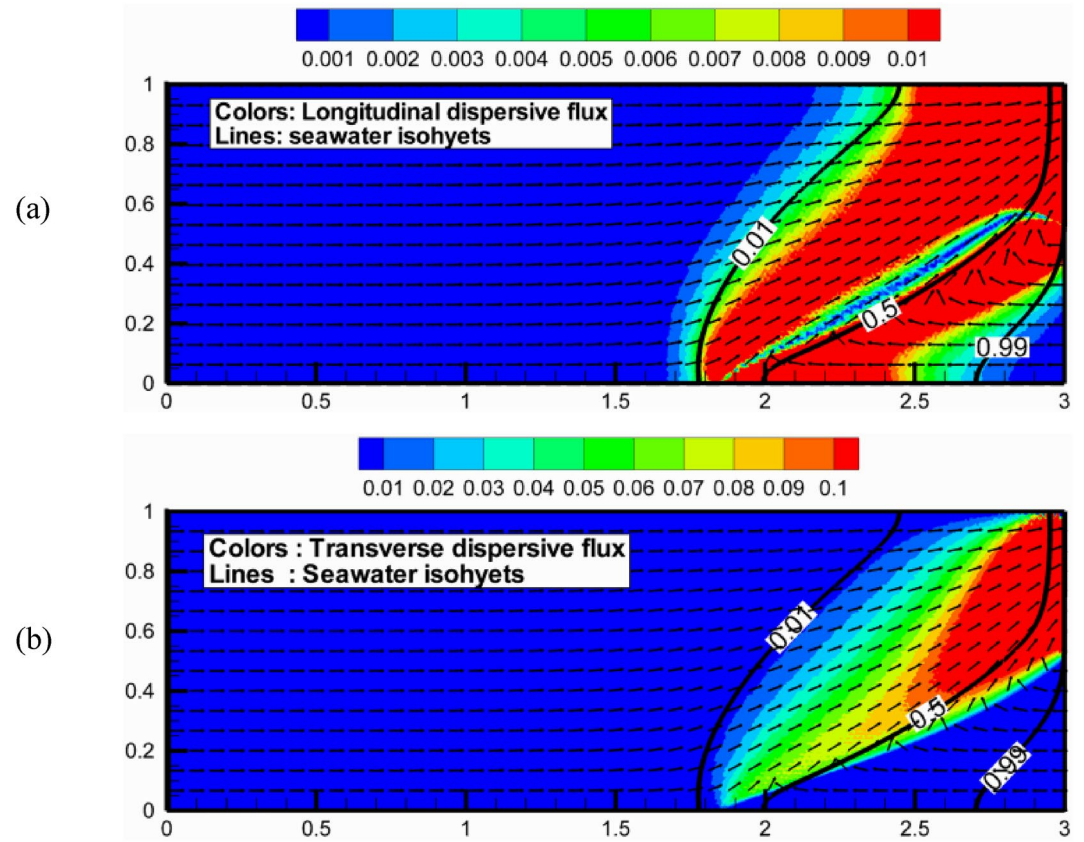 0.001 0.002 0.003 0.004 0.005 0.006 0.007 0.008 0.009 0.01
(a)
1
0.8
0.6
0.4
0.2
0
Colors: Longitudinal dispersive flux
Lines: seawater isohyets
0.01
0.5
0.99
0 0.5 1 1.5 2 2.5 3
0.01 0.02 0.03 0.04 0.05 0.06 0.07 0.08 0.09 0.1
(b)
1
0.8
0.6
0.4
0.2
0
Colors : Transverse dispersive flux
Lines : Seawater isohyets
0.01
0.5
0.99
0 0.5 1 1.5 2 2.5 3